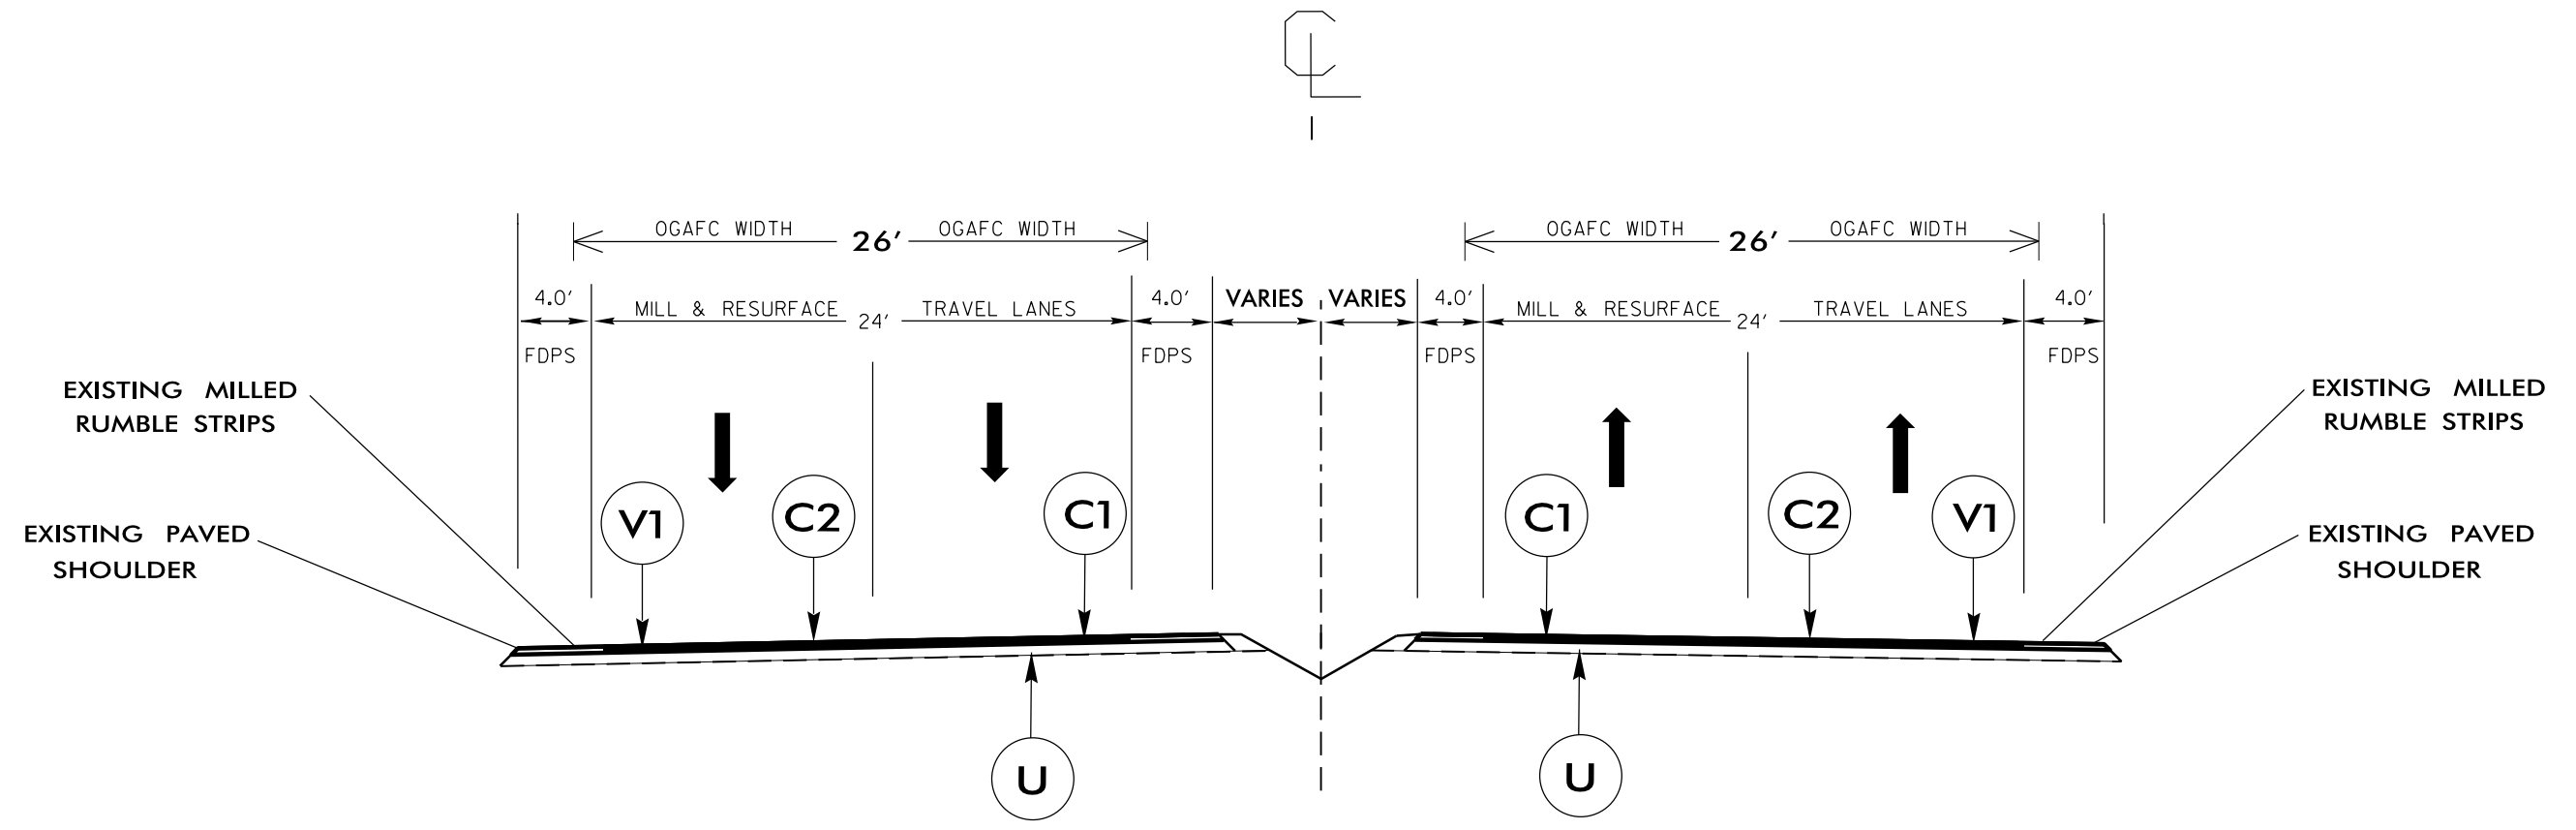 CL
OGAFC WIDTH 26' OGAFC WIDTH
OGAFC WIDTH 26' OGAFC WIDTH
4.0' MILL & RESURFACE 24' TRAVEL LANES 4.0' VARIES VARIES 4.0' MILL & RESURFACE 24' TRAVEL LANES 4.0'
FDPS FDPS FDPS FDPS
EXISTING MILLED
RUMBLE STRIPS
EXISTING MILLED
RUMBLE STRIPS
V1 C2 C1 C1 C2 V1
EXISTING PAVED
SHOULDER
EXISTING PAVED
SHOULDER
U U